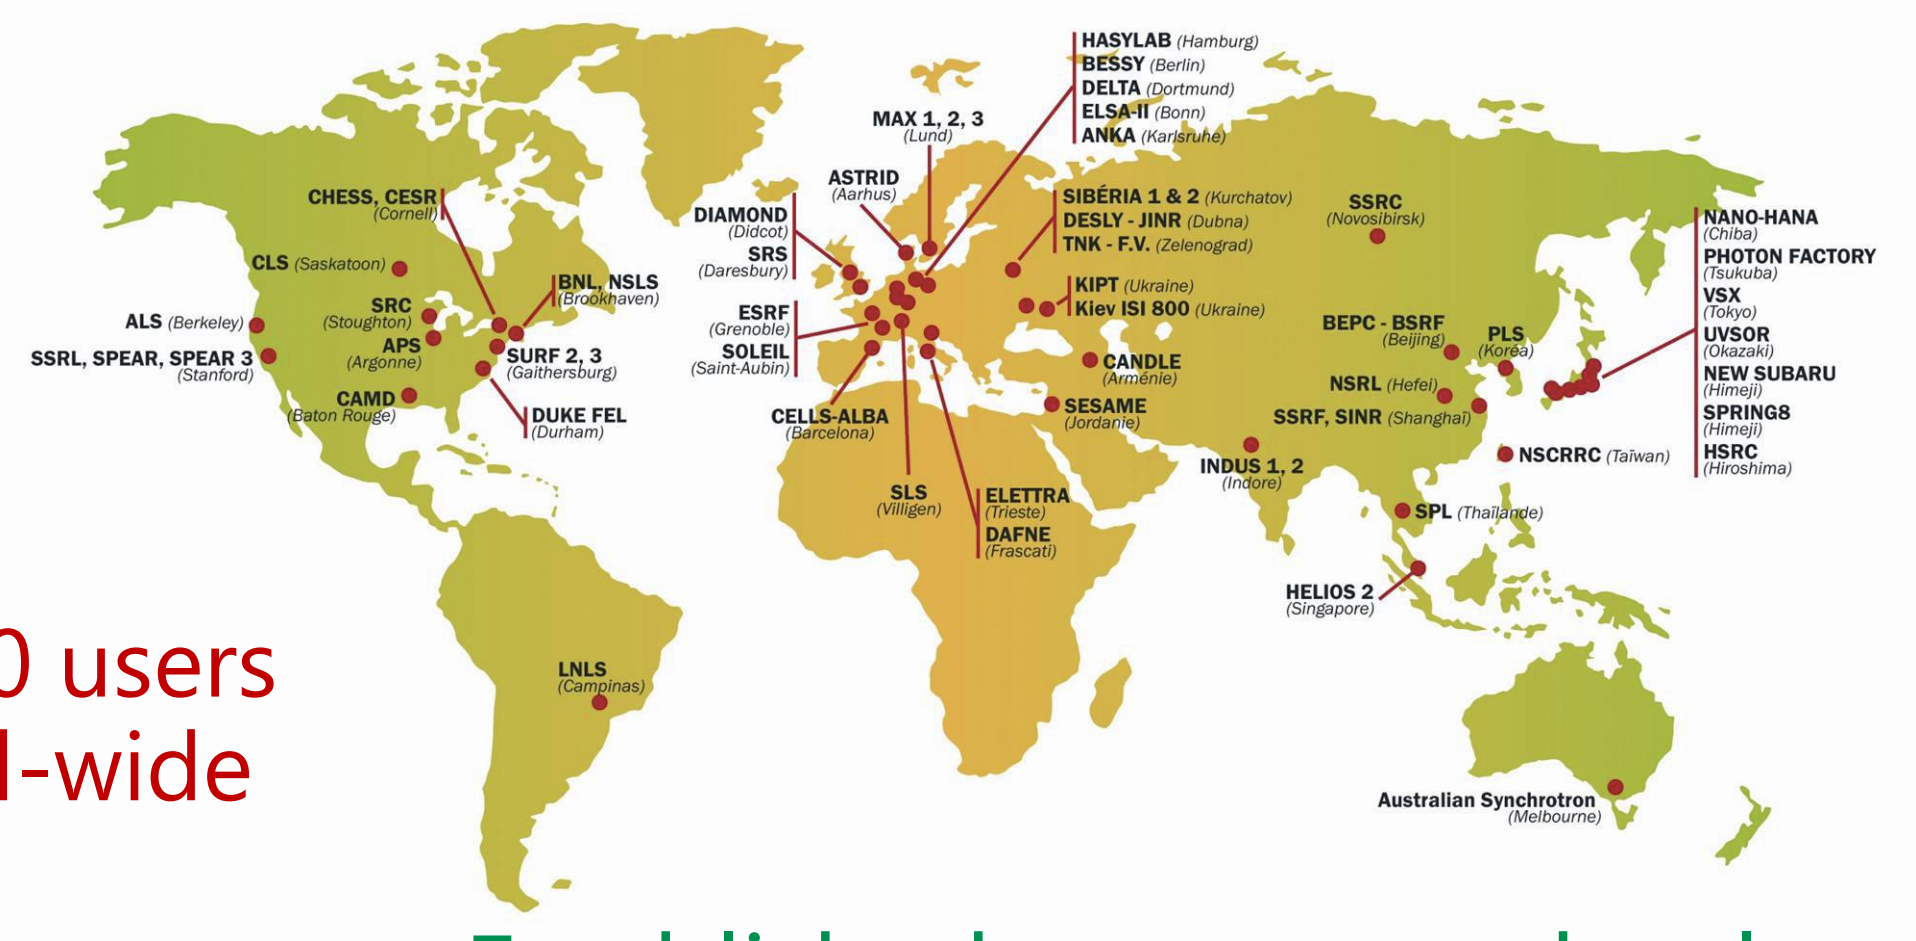 HASYLAB (Hamburg)
BESSY (Berlin)
DELTA (Dortmund)
ELSA-II (Bonn)
ANKA (Karlsruhe)
MAX 1, 2, 3
(Lund)
ASTRID
(Aarhus)
DIAMOND
(Didcot)
SRS
(Daresbury)
ESRF
(Grenoble)
SOLEIL
(Saint-Aubin)
CELLS-ALBA
(Barcelona)
SLS
(Villigen)
ELETTRA
(Trieste)
DAFNE
(Frascati)
SIBÉRIA 1 & 2 (Kurchatov)
DESLY - JINR (Dubna)
TNK - F.V. (Zelenograd)
KIPT (Ukraine)
Kiev ISI 800 (Ukraine)
CANDLE
(Arménie)
SESAME
(Jordanie)
CHESS, CESR
(Cornell)
CLS (Saskatoon)
BNL, NSLS
(Brookhaven)
SRC
(Stoughton)
ALS (Berkeley)
APS
(Argonne)
SURF 2, 3
(Gaithersburg)
SSRL, SPEAR, SPEAR 3
(Stanford)
CAMD
(Baton Rouge)
DUKE FEL
(Durham)
LNLS
(Campinas)
SSRC
(Novosibirsk)
BEPC - BSRF
(Beijing)
PLS
(Koréa)
NSRL (Hefei)
SSRF, SINR (Shanghaï)
INDUS 1, 2
(Indore)
NSCRRC (Taïwan)
SPL (Thaïlande)
HELIOS 2
(Singapore)
NANO-HANA
(Chiba)
PHOTON FACTORY
(Tsukuba)
VSX
(Tokyo)
UVSOR
(Okazaki)
NEW SUBARU
(Himeji)
SPRING8
(Himeji)
HSRC
(Hiroshima)
Australian Synchrotron
(Melbourne)
0 users
-wide